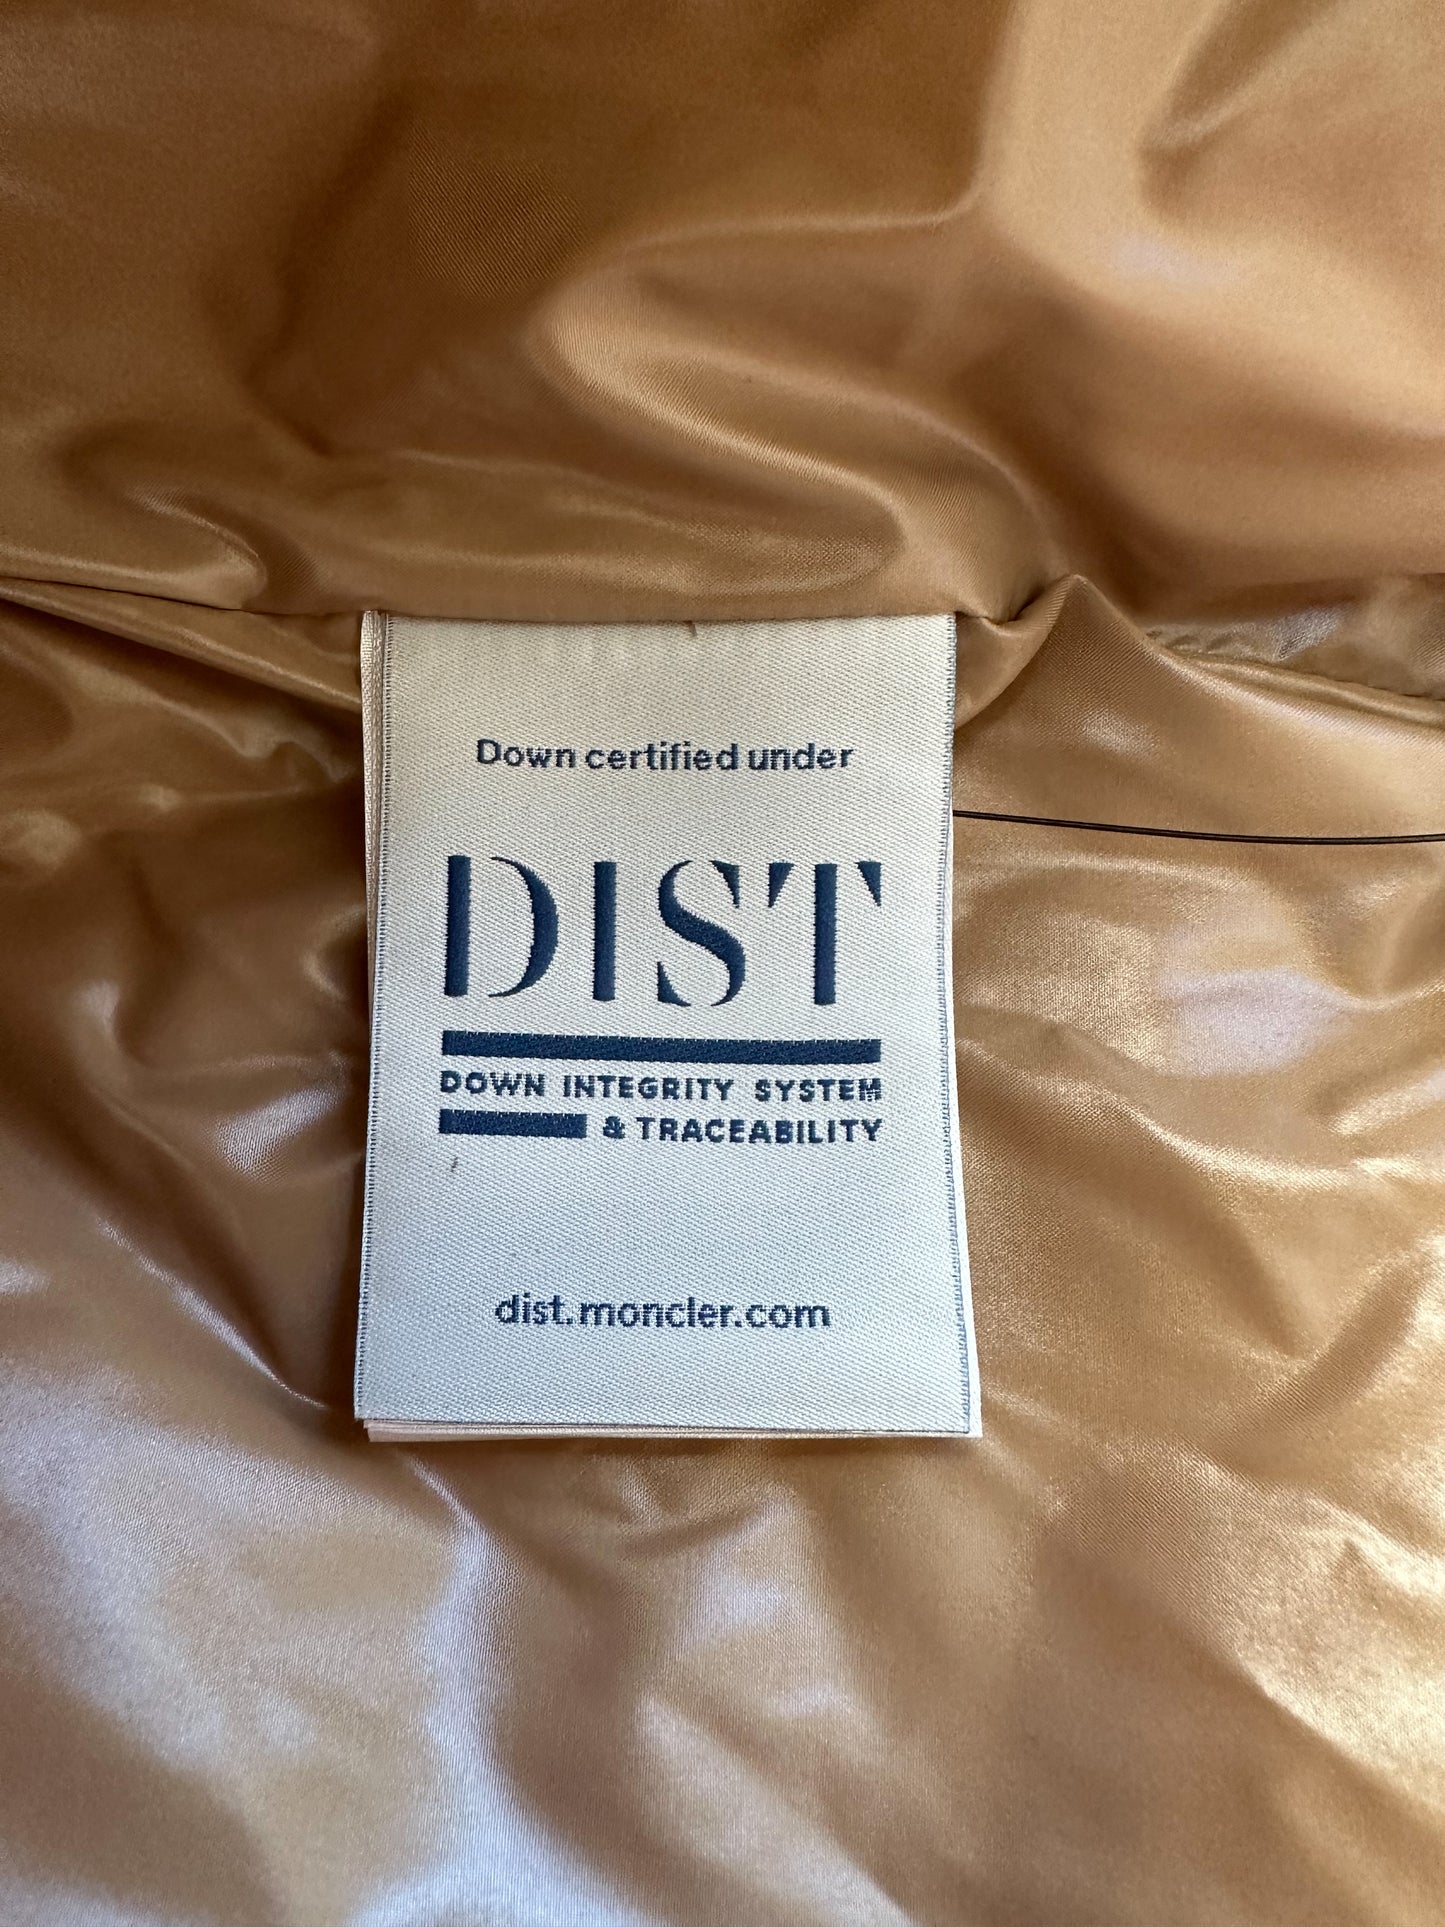 Down certified under
DIST
DOWN INTEGRITY SYSTEM
& TRACEABILITY
dist.moncler.com